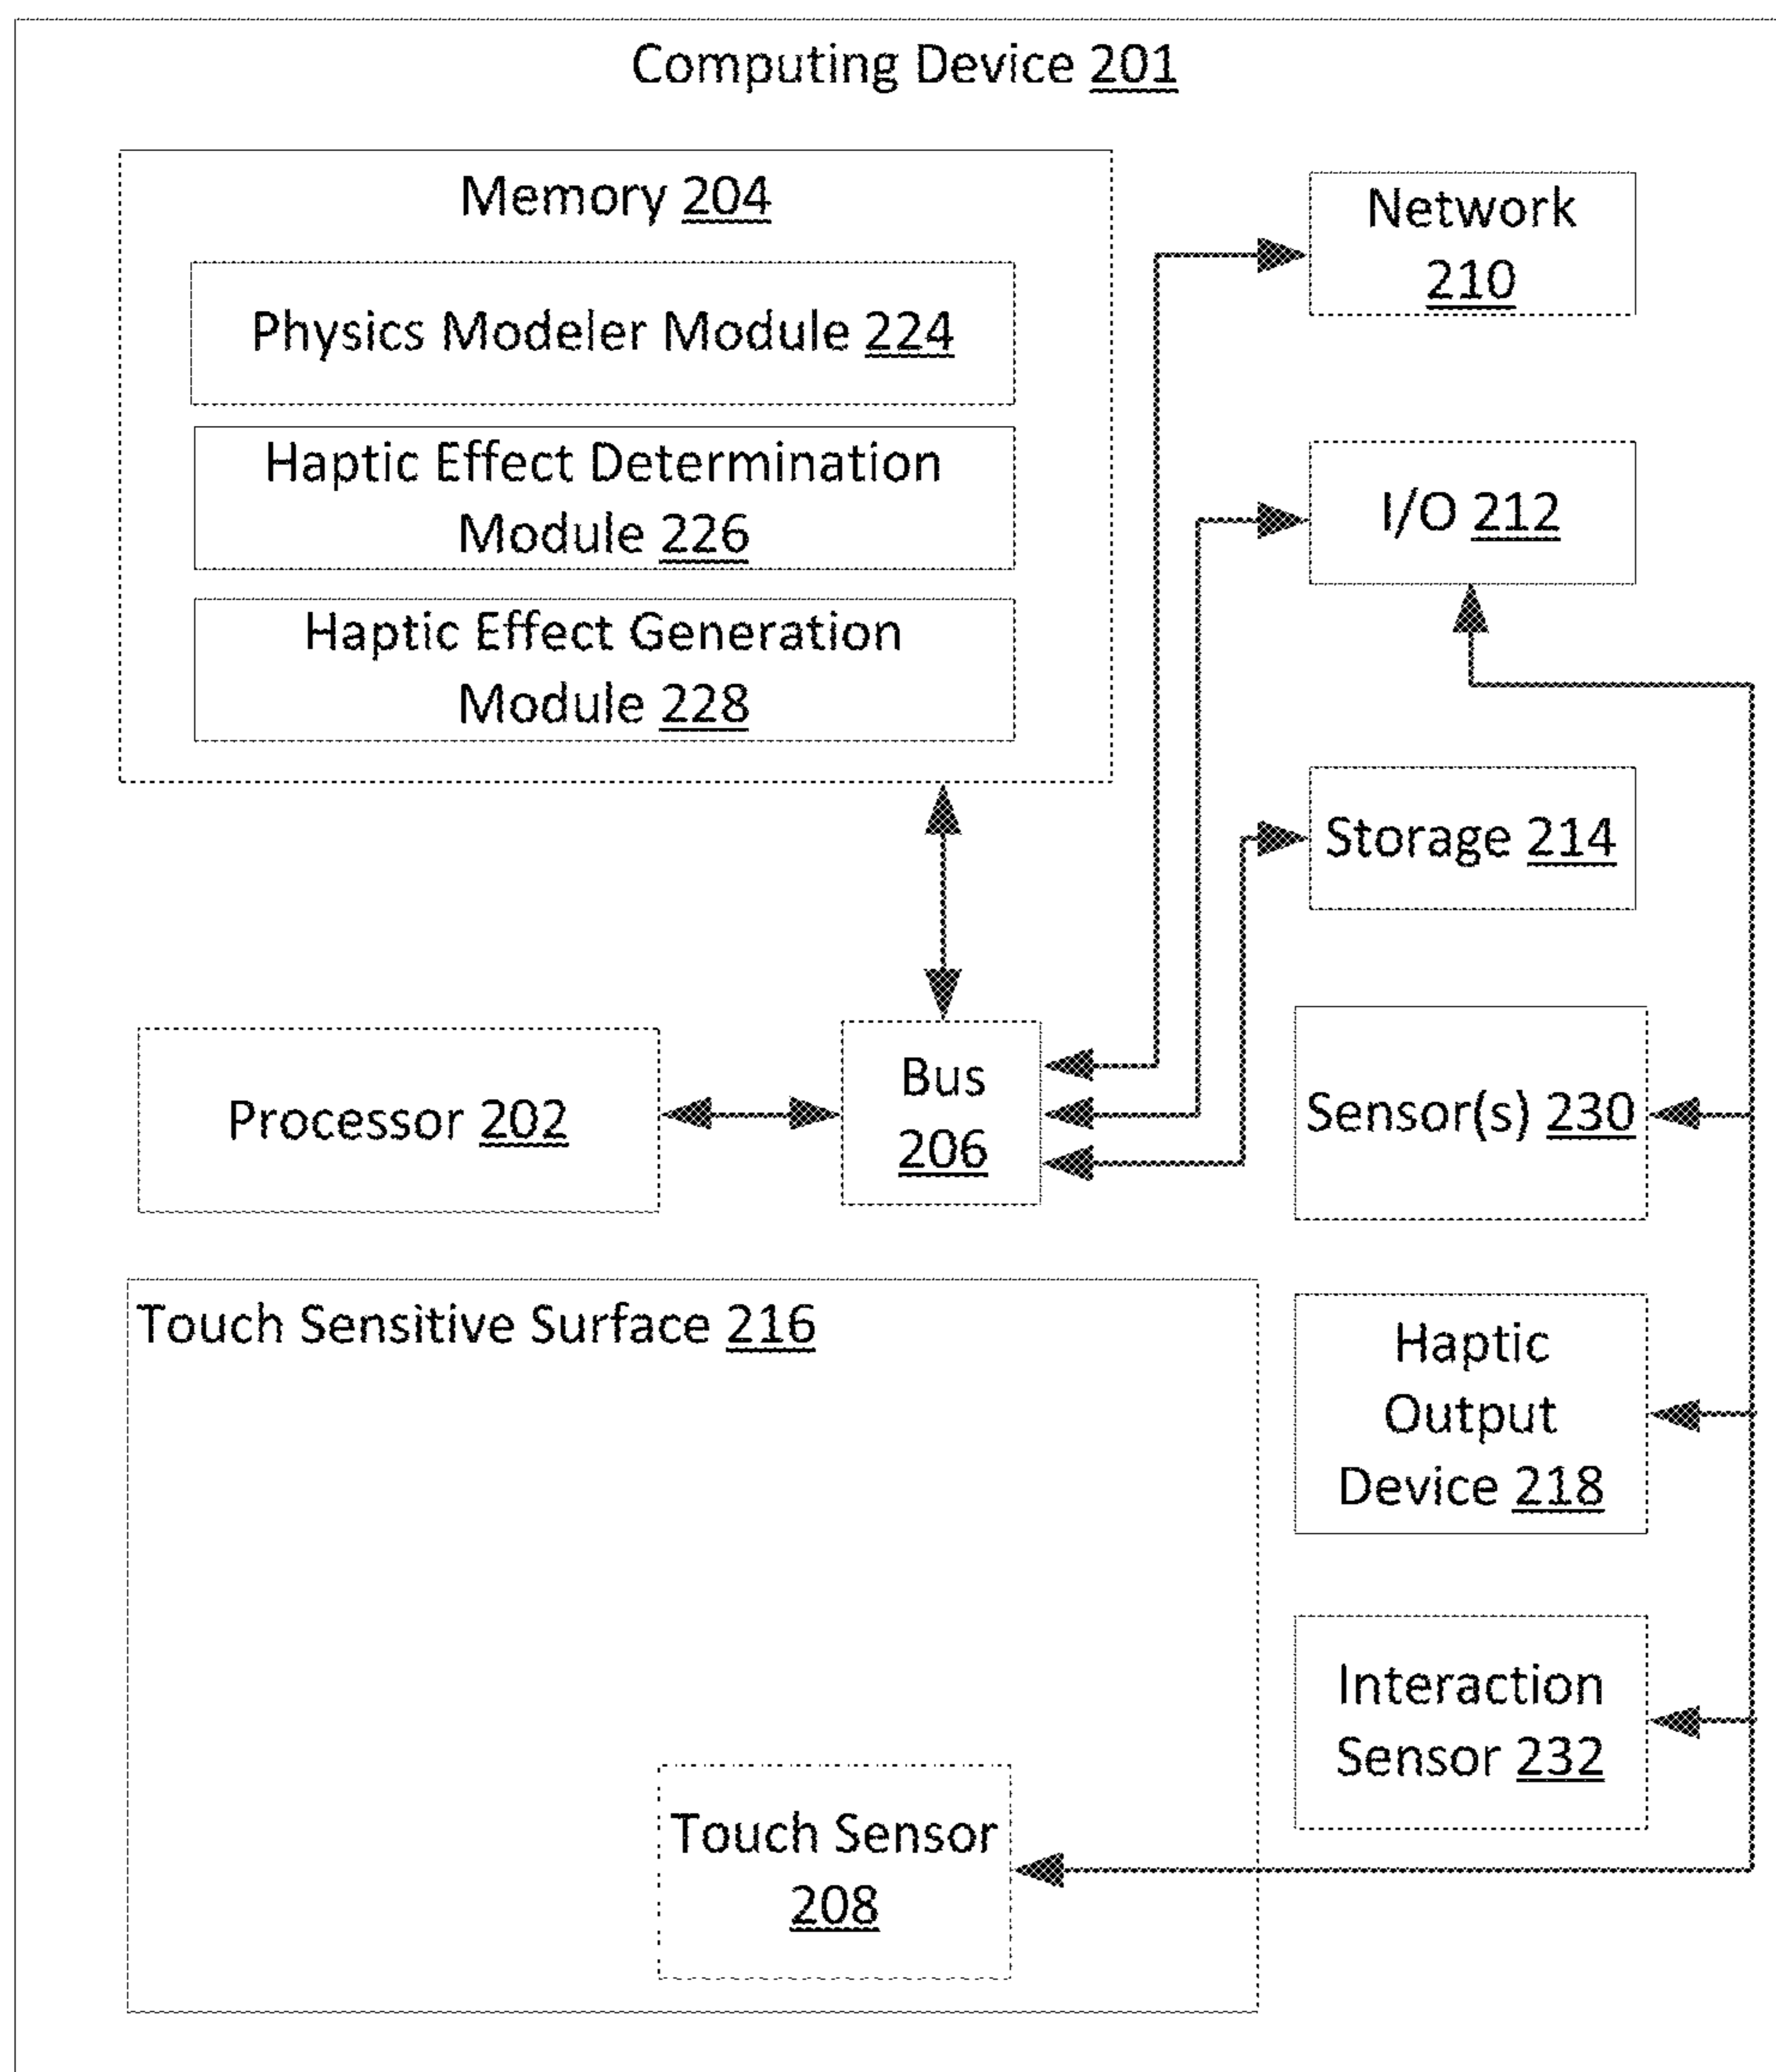 Computing Device 201
Memory 204
Physics Modeler Module 224
Haptic Effect Determination
Module 226
Haptic Effect Generation
Module 228
Network
210
I/O 212
Storage 214
Processor 202
Bus
206
Sensor(s) 230
Touch Sensitive Surface 216
Haptic
Output
Device 218
Interaction
Sensor 232
Touch Sensor
208